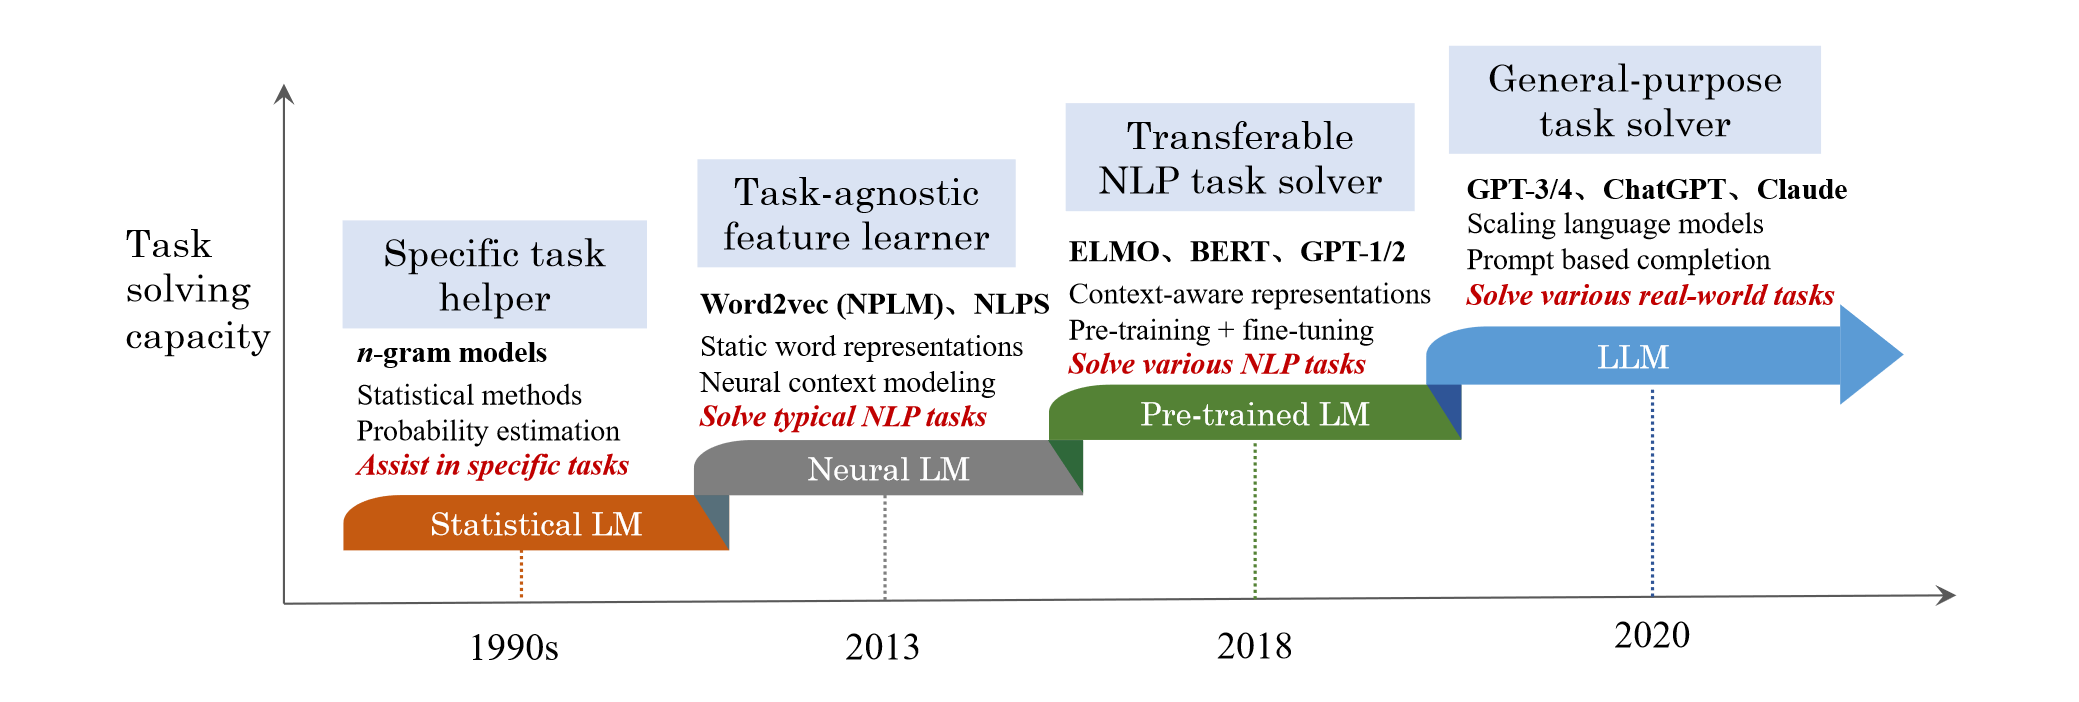 Task
solving
capacity
Specific task
helper
n-gram models
Statistical methods
Probability estimation
Assist in specific tasks
Statistical LM
1990s
Task-agnostic
feature learner
Word2vec (NPLM)、NLPS
Static word representations
Neural context modeling
Solve typical NLP tasks
Neural LM
2013
Transferable
NLP task solver
ELMO、BERT、GPT-1/2
Context-aware representations
Pre-training + fine-tuning
Solve various NLP tasks
Pre-trained LM
2018
General-purpose
task solver
GPT-3/4、ChatGPT、Claude
Scaling language models
Prompt based completion
Solve various real-world tasks
LLM
2020